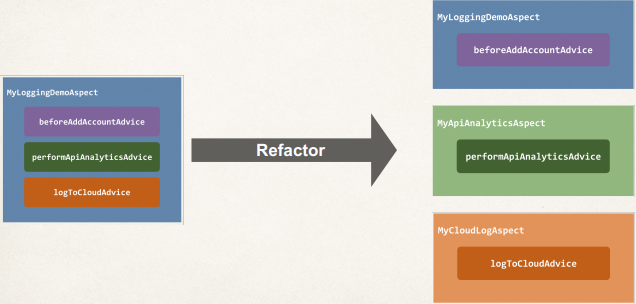 MyLoggingDemoAspect
beforeAddAccountAdvice
performApiAnalyticsAdvice
logToCloudAdvice
Refactor
MyLoggingDemoAspect
beforeAddAccountAdvice
MyApiAnalyticsAspect
performApiAnalyticsAdvice
MyCloudLogAspect
logToCloudAdvice